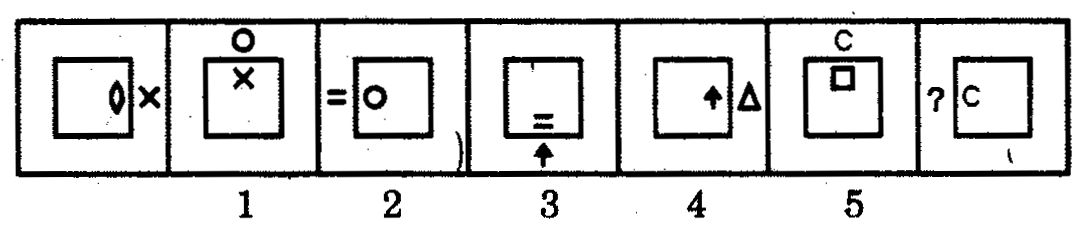 × O × = O = C ? C
1 2 3 4 5